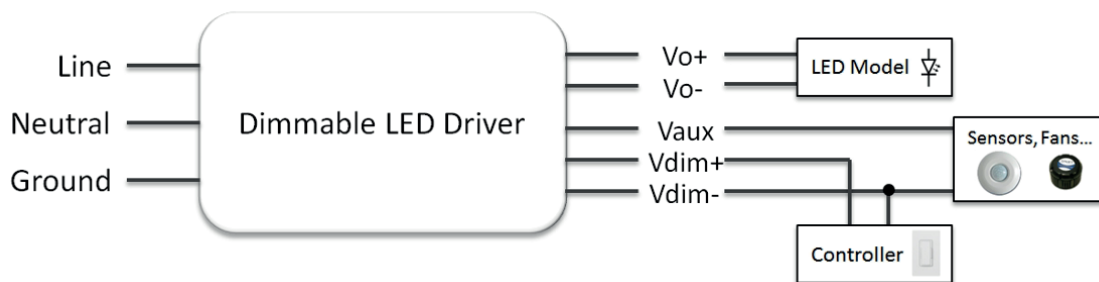 Line
Neutral
Ground
Dimmable LED Driver
Vo+
Vo-
Vaux
Vdim+
Vdim-
LED Model
Sensors, Fans...
Controller